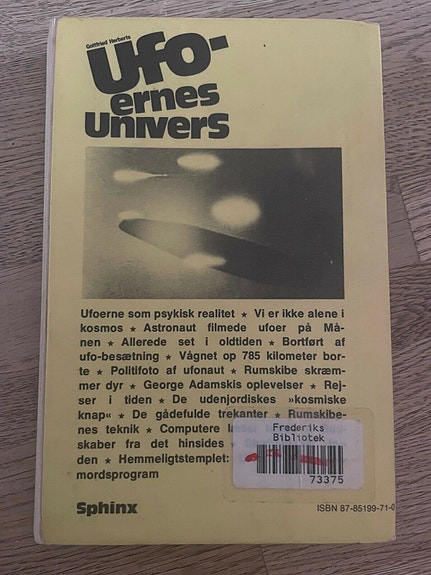 Gottfried Herberts
Ufo-
ernes
Univers
Ufoerne som psykisk realitet ★ Vi er ikke alene i
kosmos ★ Astronaut filmede ufoer på Må-
nen ★ Allerede set i oldtiden ★ Bortført af
ufo-besætning ★ Vågnet op 785 kilometer bor-
te ★ Politifoto af ufonaut ★ Rumskibe skræm-
mer dyr ★ George Adamskis oplevelser ★ Rej-
ser i tiden ★ De udenjordiskes »kosmiske
knap« ★ De gådefulde trekanter ★ Rumskibe-
nes teknik ★ Computere
skaber fra det hinsides ★
den ★ Hemmeligtstemplet:
mordsprogram
Frederiks
Bibliotek
73375
Sphinx
ISBN 87-85199-71-0